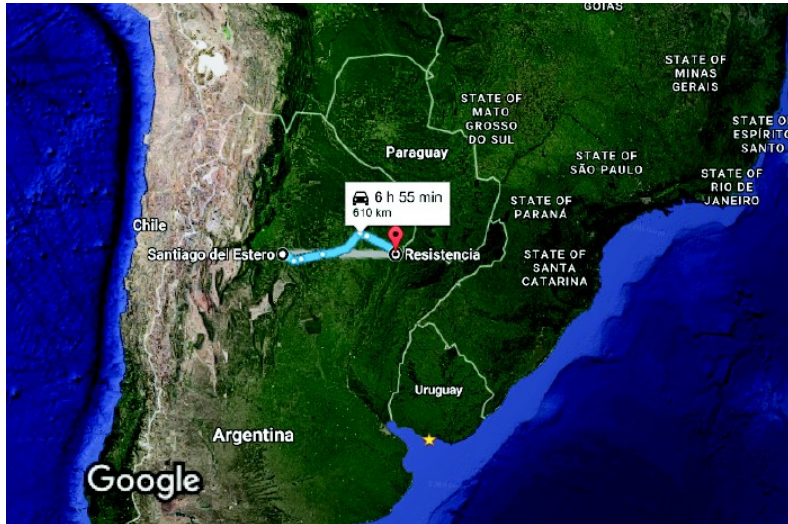 GOIÁS
STATE OF
MINAS
GERAIS
STATE OF
MATO
GROSSO
DO SUL
STATE OF
ESPÍRITO
SANTO
Paraguay
STATE OF
SÃO PAULO
STATE OF
RIO DE
JANEIRO
6 h 55 min
610 km
STATE OF
PARANÁ
Chile
Santiago del Estero
Resistencia
STATE OF
SANTA
CATARINA
Uruguay
Argentina
Google